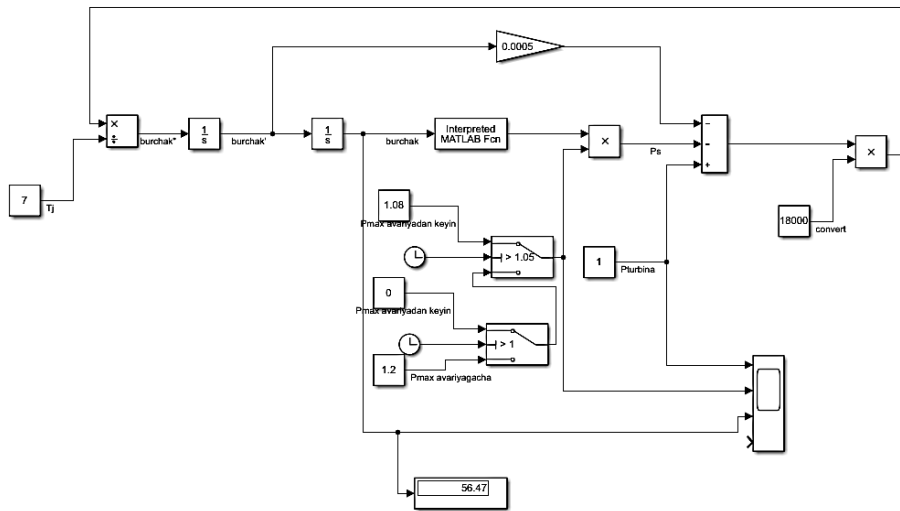 0.0005
×
÷
burchak''
1
s
burchak'
1
s
burchak
Interpreted
MATLAB Fcn
×
Ps
−
−
+
×
7
Tj
1.08
Pmax avariyadan keyin
> 1.05
18000
convert
1
Pturbina
0
Pmax avariyadan keyin
> 1
1.2
Pmax avariyagacha
56.47